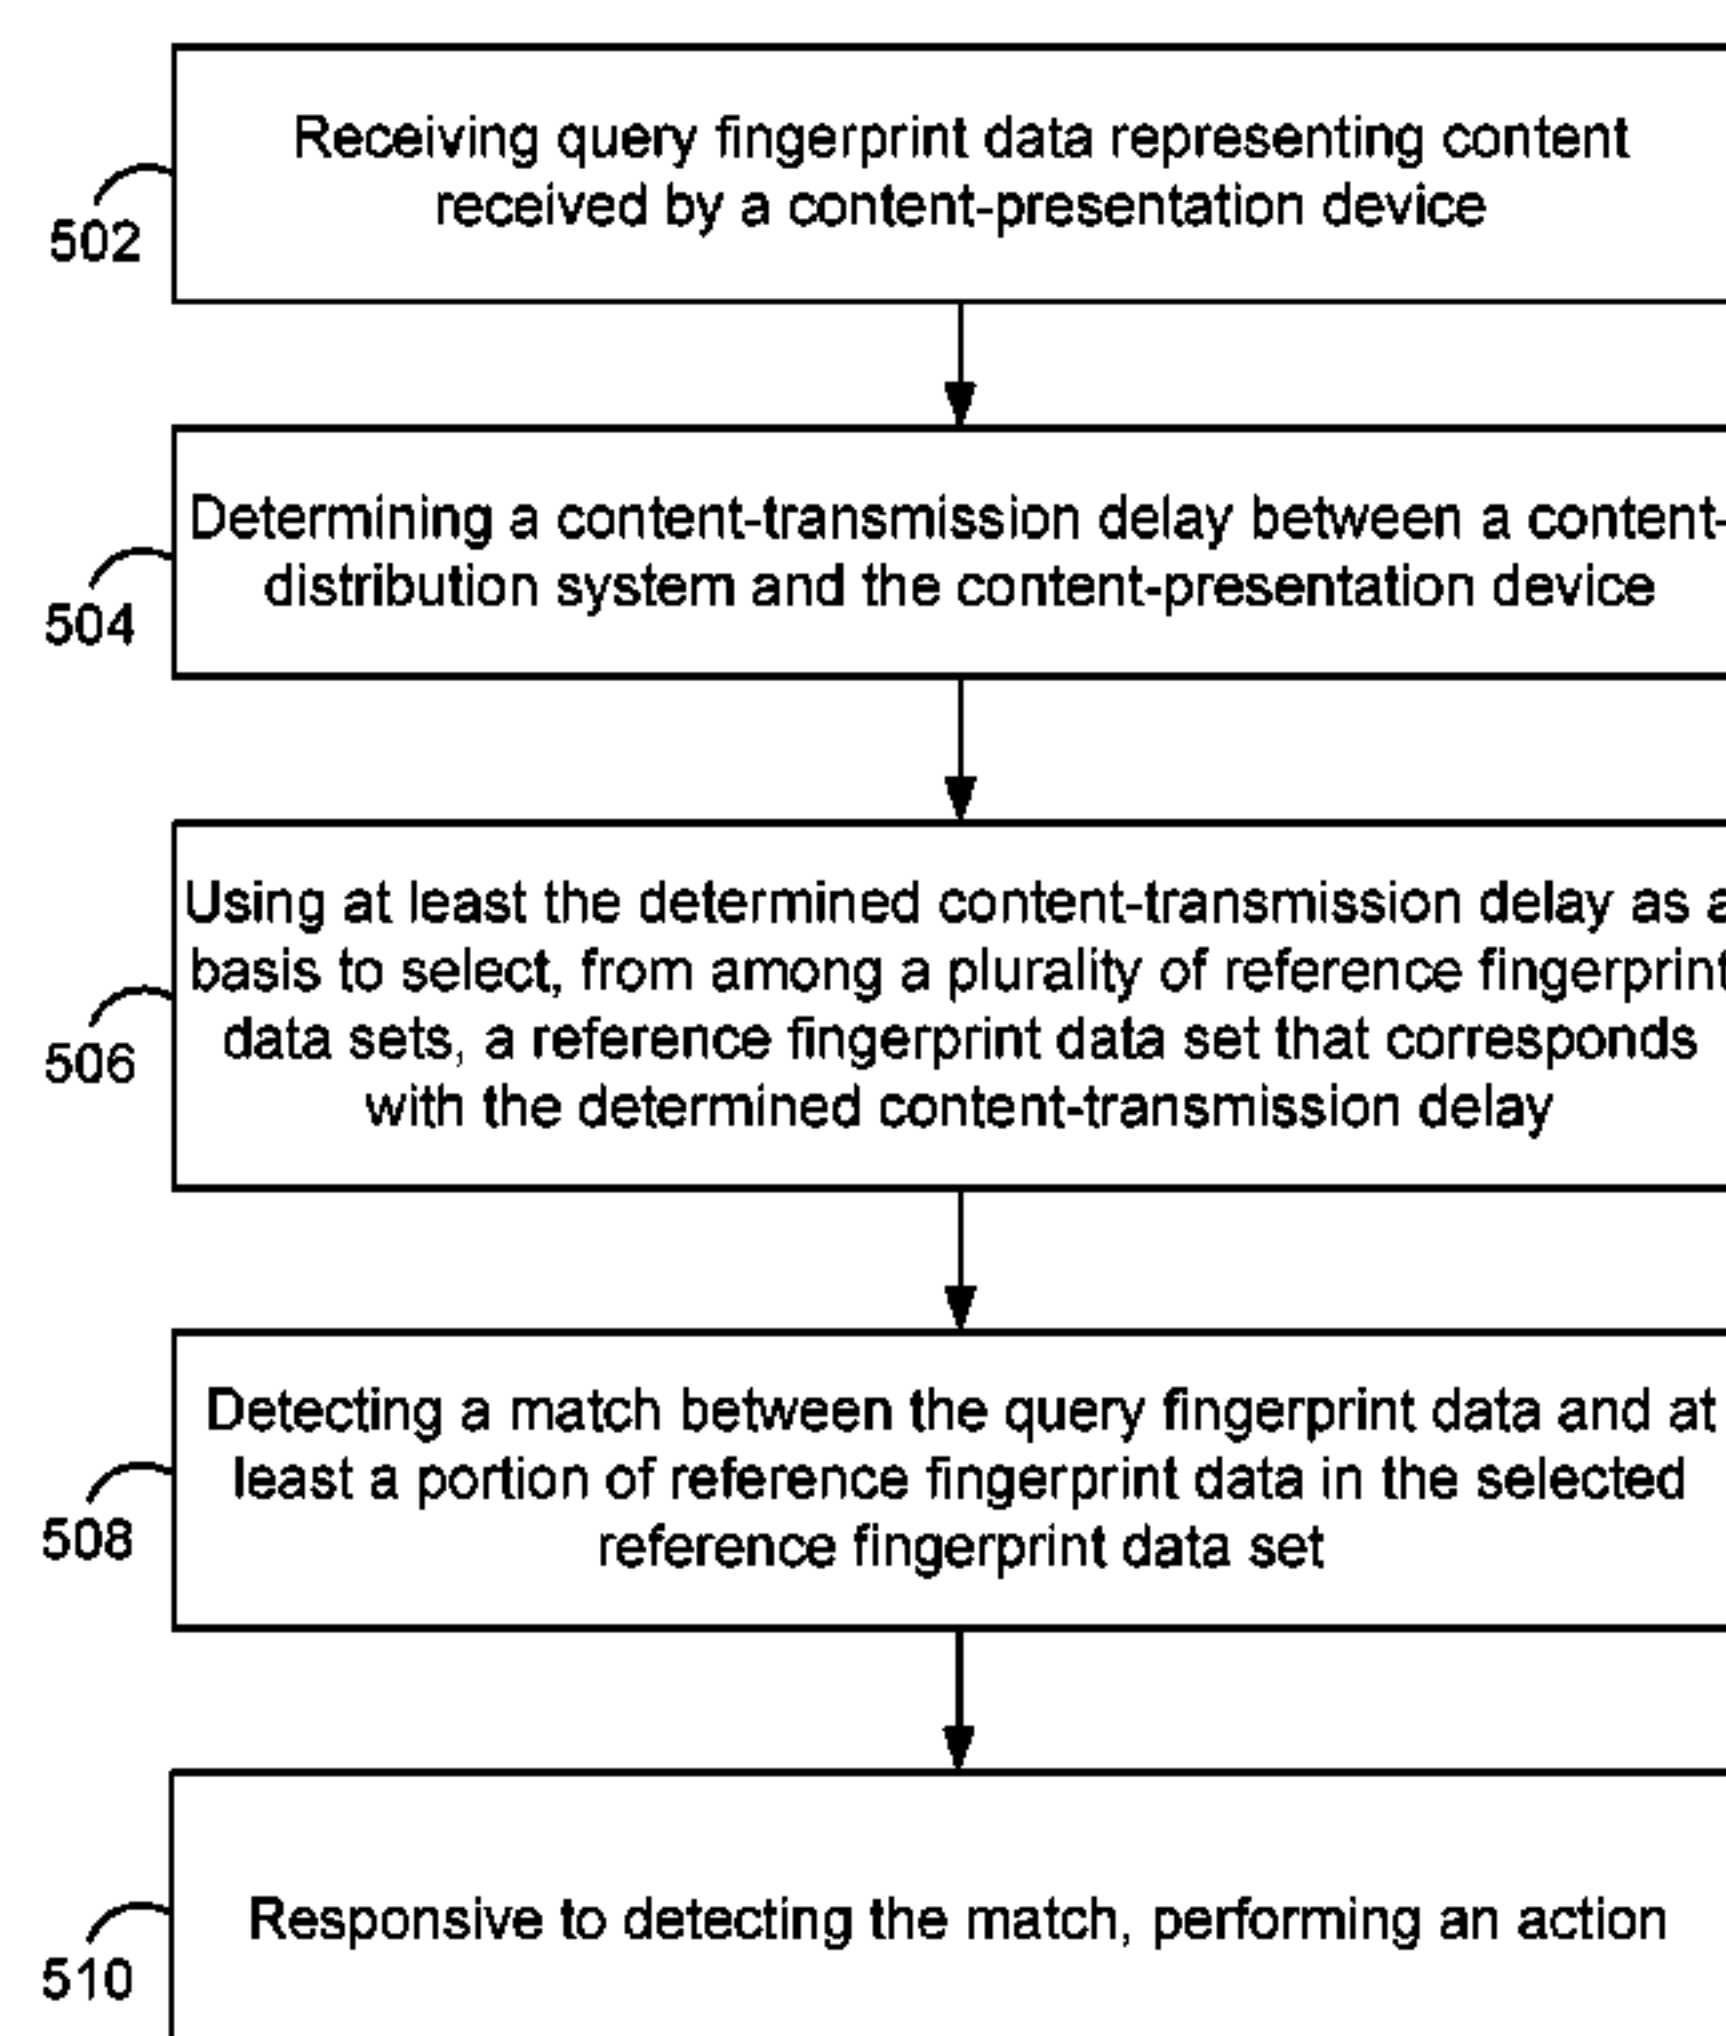 Receiving query fingerprint data representing content
received by a content-presentation device
502
Determining a content-transmission delay between a content-
distribution system and the content-presentation device
504
Using at least the determined content-transmission delay as a
basis to select, from among a plurality of reference fingerprint
data sets, a reference fingerprint data set that corresponds
with the determined content-transmission delay
506
Detecting a match between the query fingerprint data and at
least a portion of reference fingerprint data in the selected
reference fingerprint data set
508
Responsive to detecting the match, performing an action
510